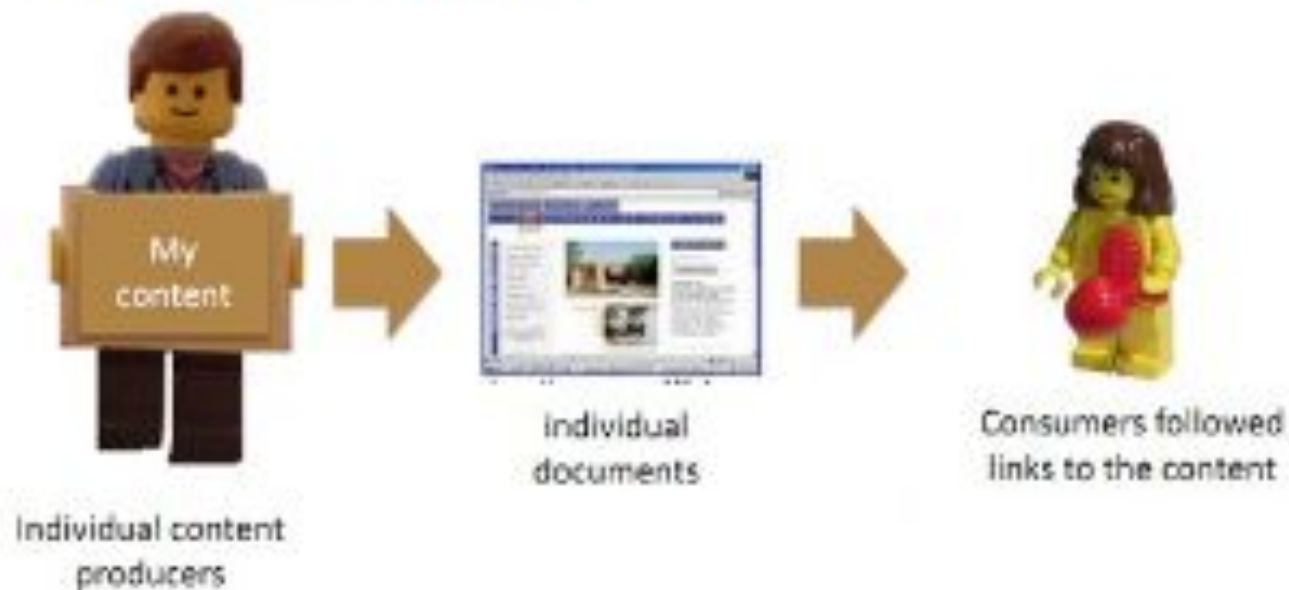 My
content
individual
documents
Consumers followed
links to the content
Individual content
producers